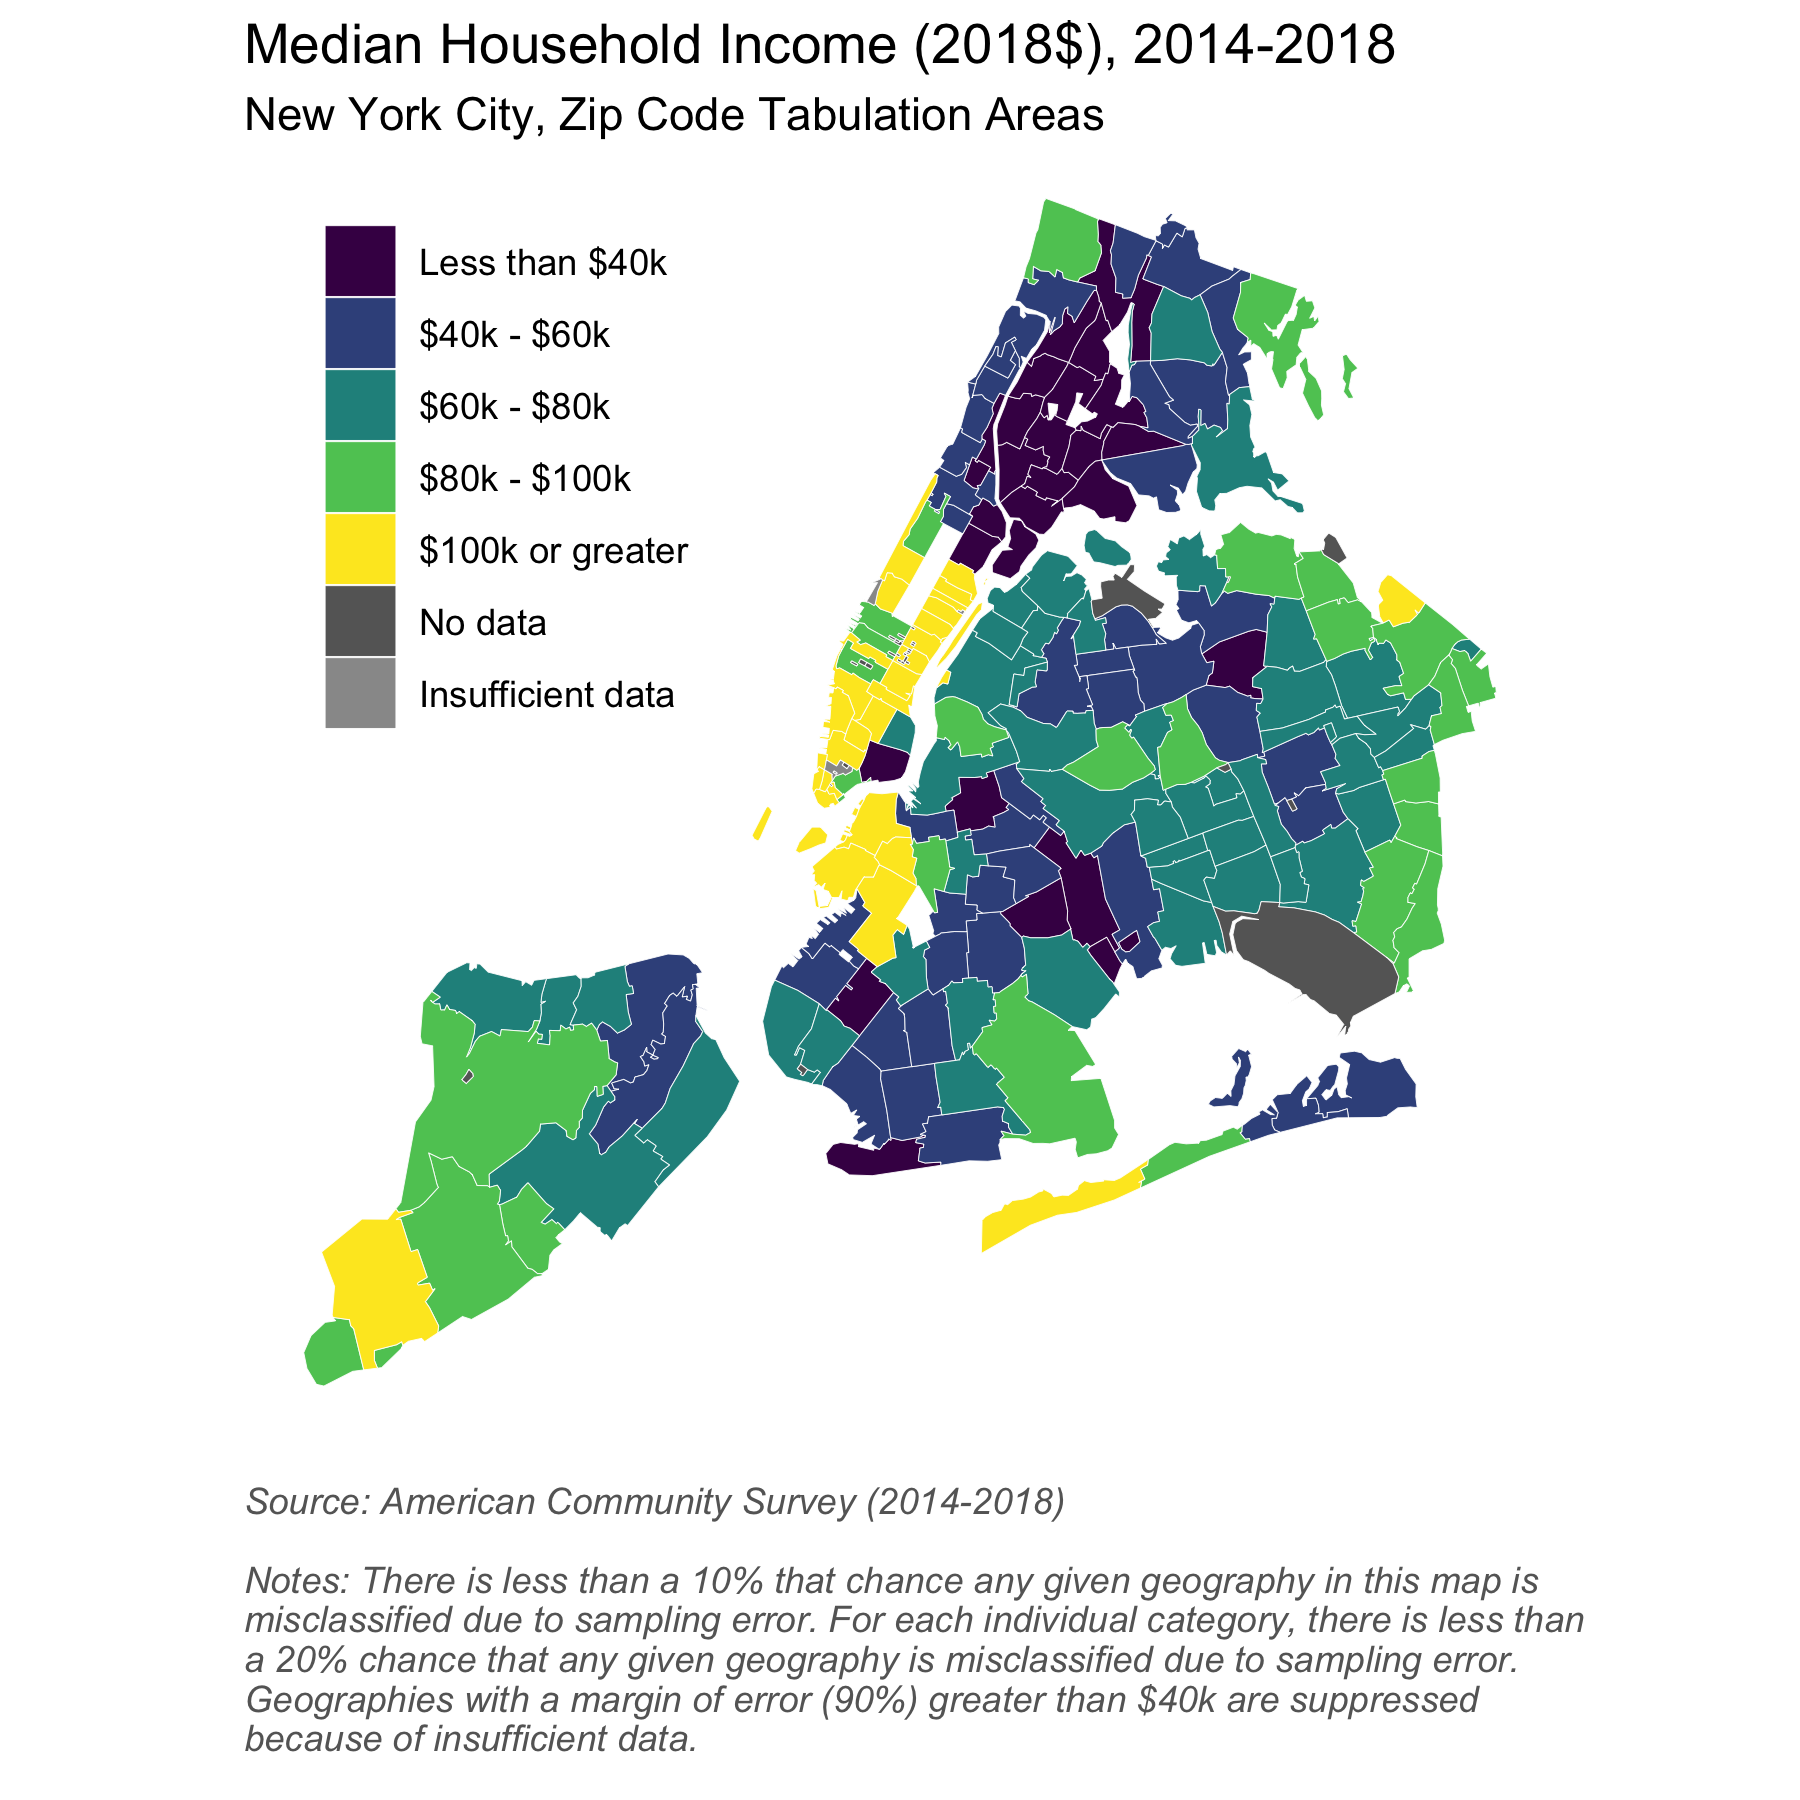 Median Household Income (2018$), 2014-2018
New York City, Zip Code Tabulation Areas
Less than $40k
$40k - $60k
$60k - $80k
$80k - $100k
$100k or greater
No data
Insufficient data
Source: American Community Survey (2014-2018)
Notes: There is less than a 10% that chance any given geography in this map is
misclassified due to sampling error. For each individual category, there is less than
a 20% chance that any given geography is misclassified due to sampling error.
Geographies with a margin of error (90%) greater than $40k are suppressed
because of insufficient data.